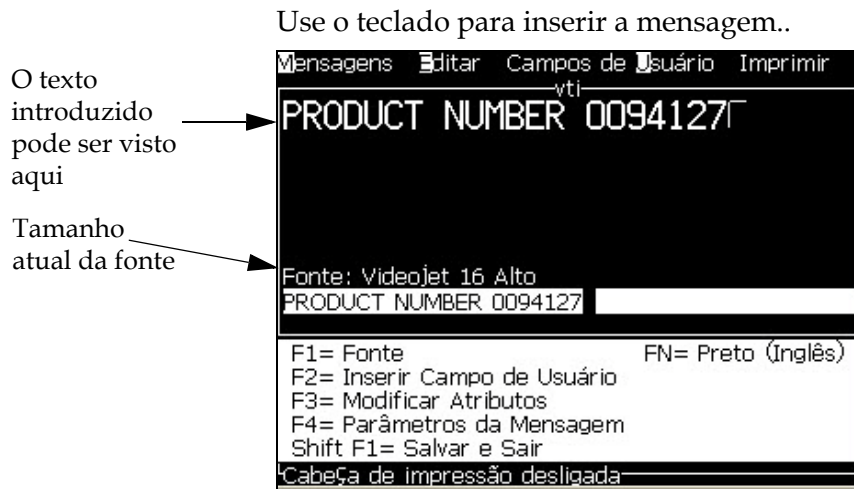 Use o teclado para inserir a mensagem..
O texto
introduzido
pode ser visto
aqui
Tamanho
atual da fonte
Mensagens Editar Campos de Usuário Imprimir
vti
PRODUCT NUMBER 0094127
Fonte: Videojet 16 Alto
PRODUCT NUMBER 0094127
F1= Fonte FN= Preto (Inglês)
F2= Inserir Campo de Usuário
F3= Modificar Atributos
F4= Parâmetros da Mensagem
Shift F1= Salvar e Sair
Cabeça de impressão desligada